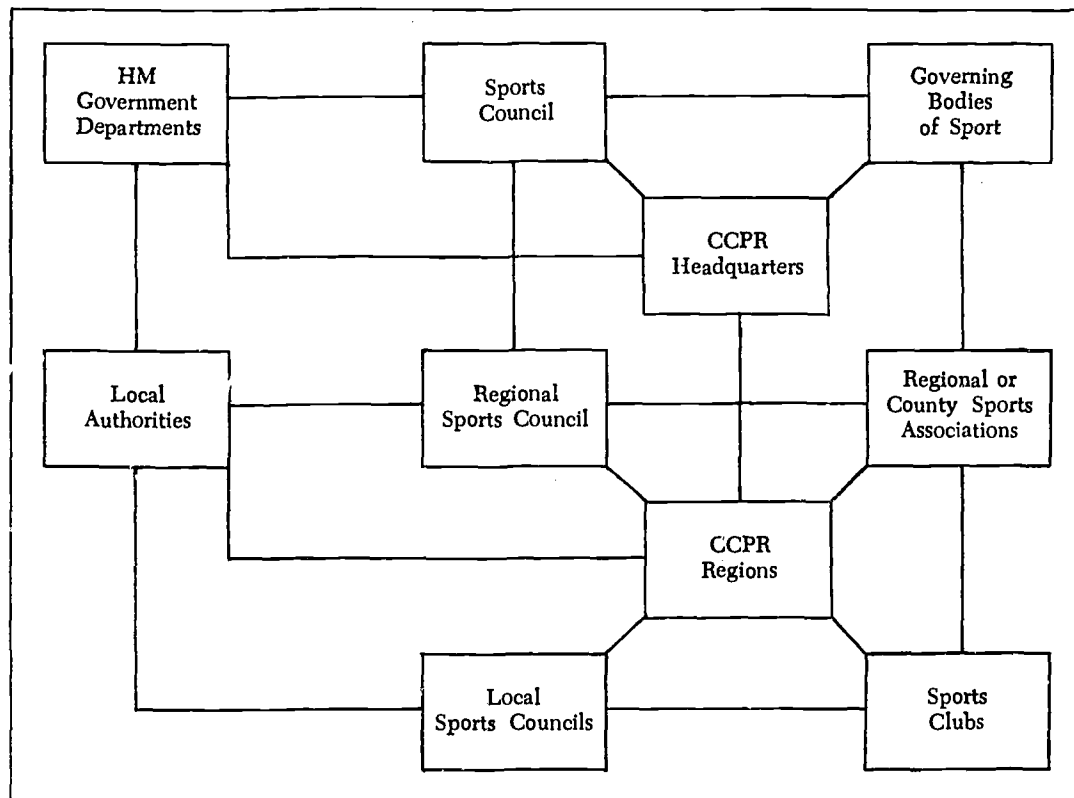 HM
Government
Departments
Sports
Council
Governing
Bodies
of Sport
CCPR
Headquarters
Local
Authorities
Regional
Sports Council
Regional or
County Sports
Associations
CCPR
Regions
Local
Sports Councils
Sports
Clubs